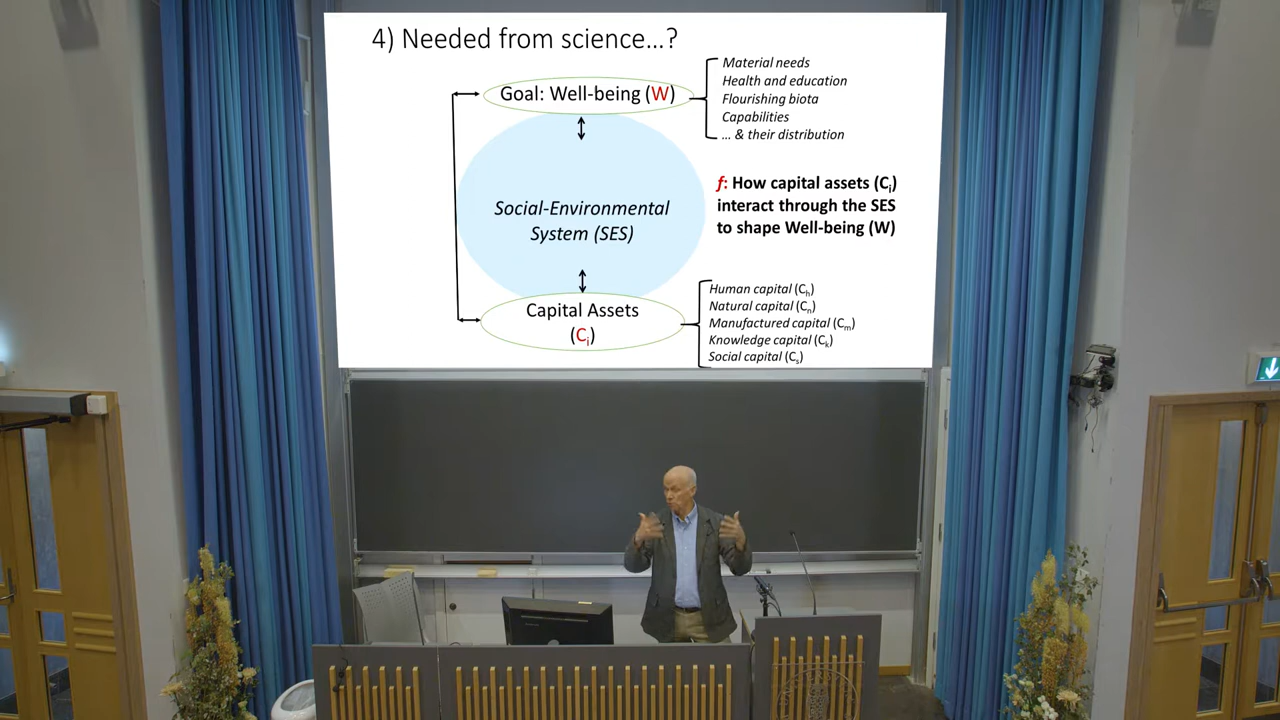 4) Needed from science...?
Goal: Well-being (W)
Material needs
Health and education
Flourishing biota
Capabilities
... & their distribution
f: How capital assets (Ci)
interact through the SES
to shape Well-being (W)
Social-Environmental
System (SES)
Capital Assets
(Ci)
Human capital (Ch)
Natural capital (Cn)
Manufactured capital (Cm)
Knowledge capital (Ck)
Social capital (Cs)